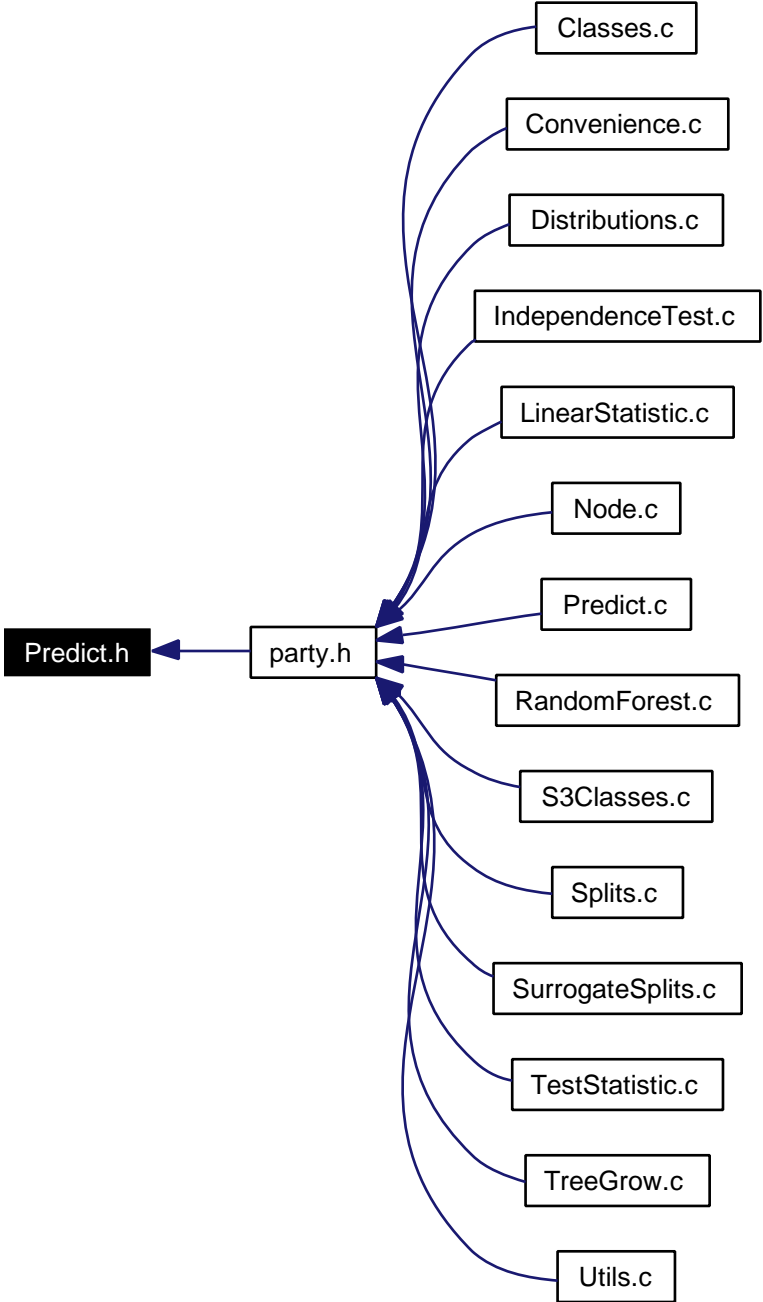 Classes.c
Convenience.c
Distributions.c
IndependenceTest.c
LinearStatistic.c
Node.c
Predict.c
Predict.h
party.h
RandomForest.c
S3Classes.c
Splits.c
SurrogateSplits.c
TestStatistic.c
TreeGrow.c
Utils.c